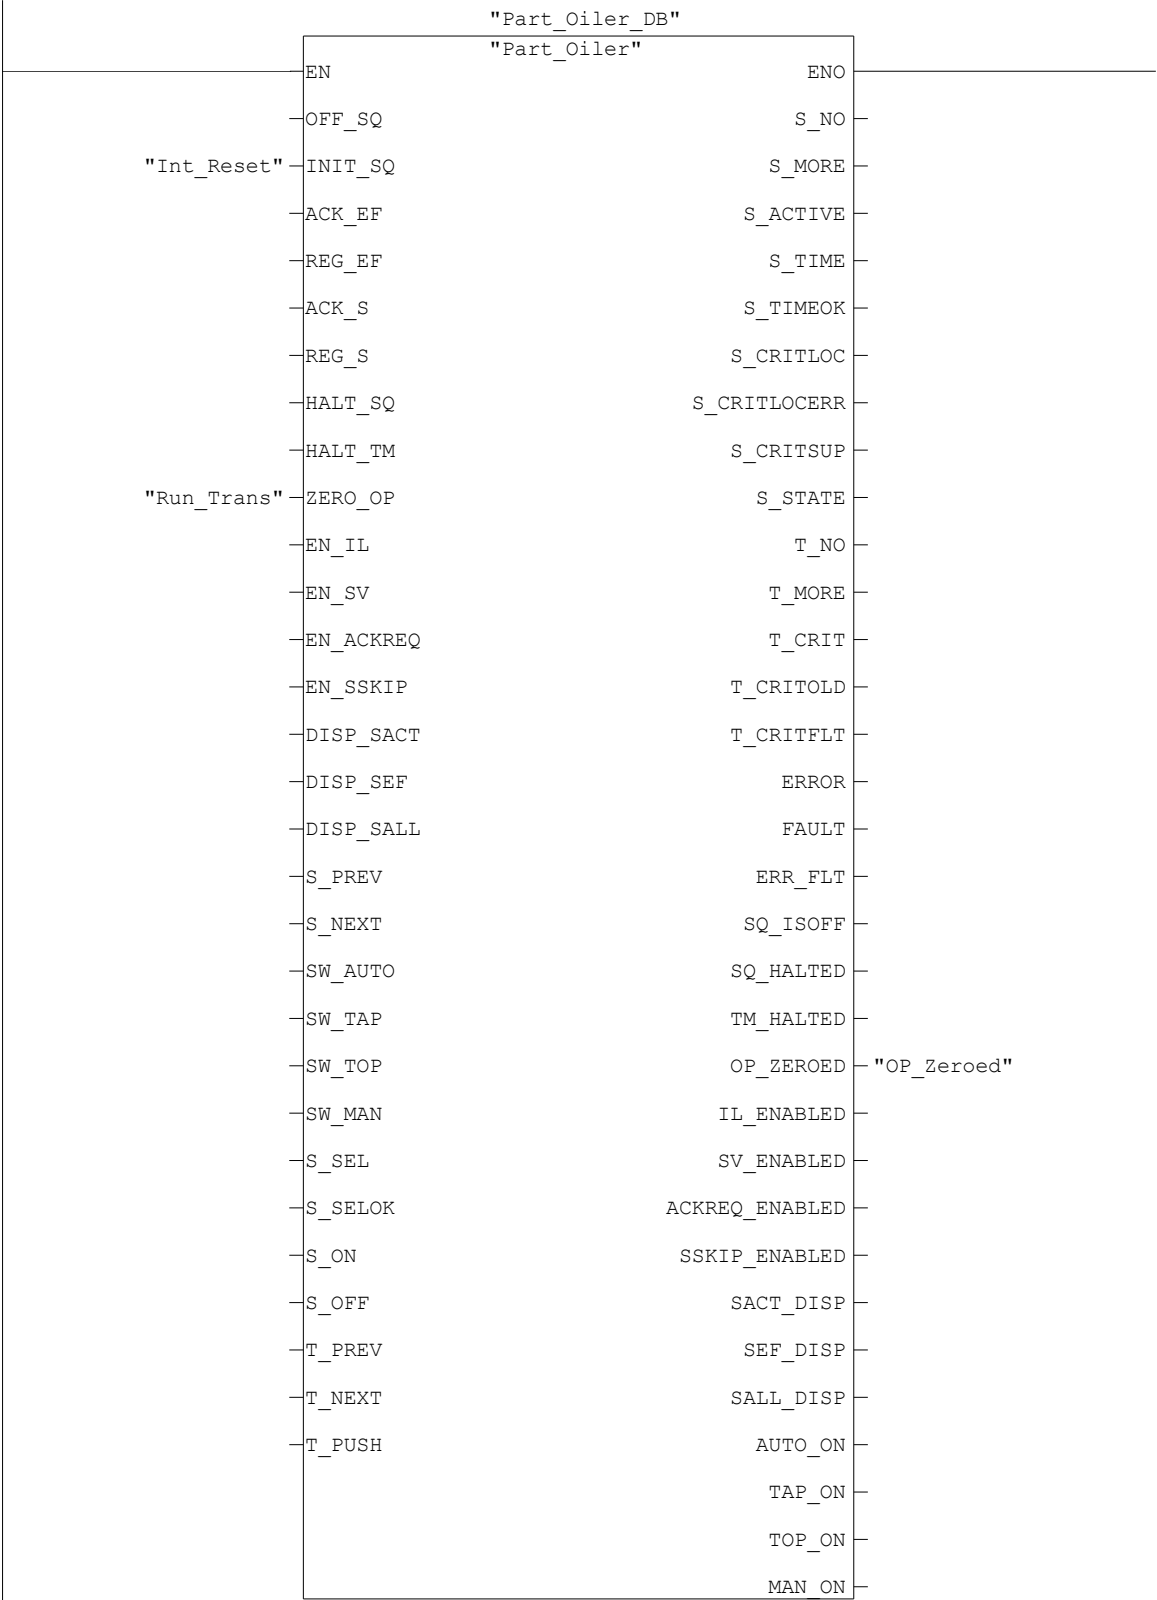 "Part_Oiler_DB"
"Part_Oiler"
EN ENO
OFF_SQ S_NO
"Int_Reset" INIT_SQ S_MORE
ACK_EF S_ACTIVE
REG_EF S_TIME
ACK_S S_TIMEOK
REG_S S_CRITLOC
HALT_SQ S_CRITLOCERR
HALT_TM S_CRITSUP
"Run_Trans" ZERO_OP S_STATE
EN_IL T_NO
EN_SV T_MORE
EN_ACKREQ T_CRIT
EN_SSKIP T_CRITOLD
DISP_SACT T_CRITFLT
DISP_SEF ERROR
DISP_SALL FAULT
S_PREV ERR_FLT
S_NEXT SQ_ISOFF
SW_AUTO SQ_HALTED
SW_TAP TM_HALTED
SW_TOP OP_ZEROED "OP_Zeroed"
SW_MAN IL_ENABLED
S_SEL SV_ENABLED
S_SELOK ACKREQ_ENABLED
S_ON SSKIP_ENABLED
S_OFF SACT_DISP
T_PREV SEF_DISP
T_NEXT SALL_DISP
T_PUSH AUTO_ON
TAP_ON
TOP_ON
MAN_ON